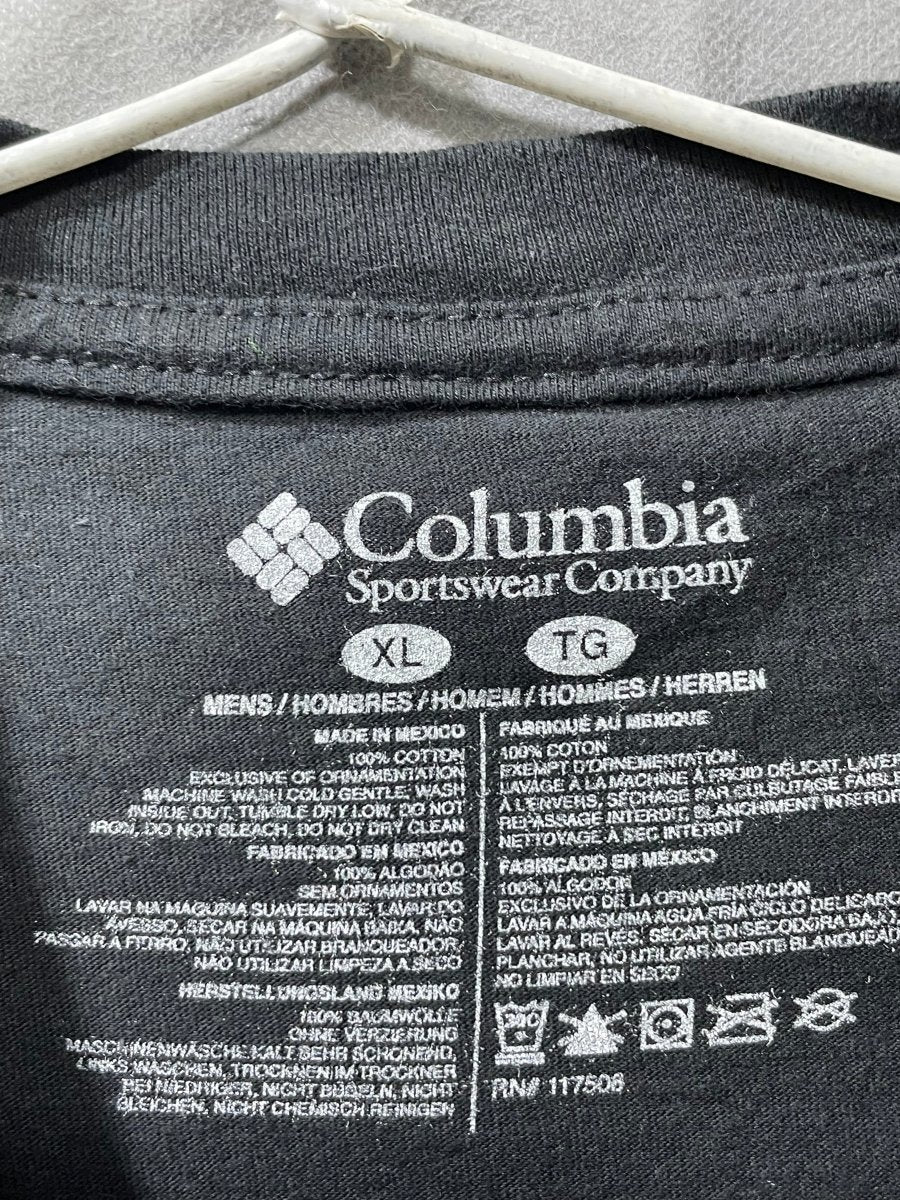 Columbia
Sportswear Company
XL TG
MENS / HOMBRES / HOMEM / HOMMES / HERREN
MADE IN MEXICO
100% COTTON
EXCLUSIVE OF ORNAMENTATION
MACHINE WASH COLD GENTLE, WASH
INSIDE OUT, TUMBLE DRY LOW, DO NOT
IRON, DO NOT BLEACH, DO NOT DRY CLEAN
FABRICADO EM MEXICO
100% ALGODÃO
SEM ORNAMENTOS
LAVAR NA MAQUINA SUAVEMENTE, LAVAR DO
AVESSO, SECAR NA MÁQUINA BAIXA, NÃO
PASSAR A FERRO, NÃO UTILIZAR BRANQUEADOR,
NÃO UTILIZAR LIMPEZA A SECO
HERSTELLUNGSLAND MEXIKO
100% BAUMWOLLE
OHNE VERZIERUNG
MASCHINENWÄSCHE KALT SEHR SCHONEND,
LINKS WASCHEN, TROCKNEN IM TROCKNER
BEI NIEDRIGER, NICHT BÜGELN, NICHT
BLEICHEN, NICHT CHEMISCH REINIGEN
FABRIQUÉ AU MEXIQUE
100% COTON
EXEMPT D'ORNEMENTATION
LAVAGE À LA MACHINE À FROID DÉLICAT, LAVER
À L'ENVERS, SÉCHAGE PAR CULBUTAGE FAIBLE
REPASSAGE INTERDIT, BLANCHIMENT INTERDIT
NETTOYAGE À SEC INTERDIT
FABRICADO EN MÉXICO
100% ALGODÓN
EXCLUSIVO DE LA ORNAMENTACIÓN
LAVAR A MÁQUINA AGUA FRÍA CICLO DELICADO
LAVAR AL REVÉS, SECAR EN SECADORA BAJA
PLANCHAR, NO UTILIZAR AGENTE BLANQUEAD
NO LIMPIAR EN SECO
30C
RN# 117506